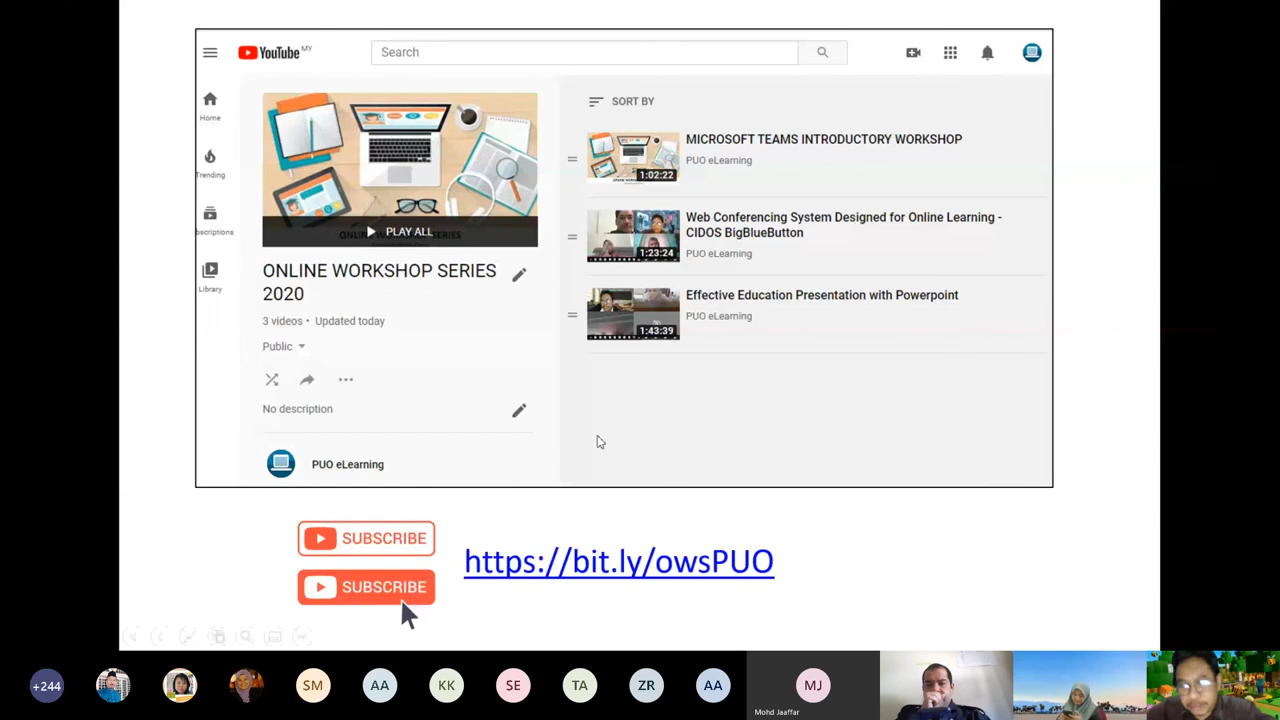 YouTube MY
Search
Home
Trending
bscriptions
Library
PLAY ALL
ONLINE WORKSHOP SERIES
2020
3 videos • Updated today
Public
No description
PUO eLearning
SORT BY
MICROSOFT TEAMS INTRODUCTORY WORKSHOP
PUO eLearning
1:02:22
Web Conferencing System Designed for Online Learning -
CIDOS BigBlueButton
PUO eLearning
1:23:24
Effective Education Presentation with Powerpoint
PUO eLearning
1:43:39
SUBSCRIBE
SUBSCRIBE
https://bit.ly/owsPUO
+244
SM
AA
KK
SE
TA
ZR
AA
MJ
Mohd Jaaffar